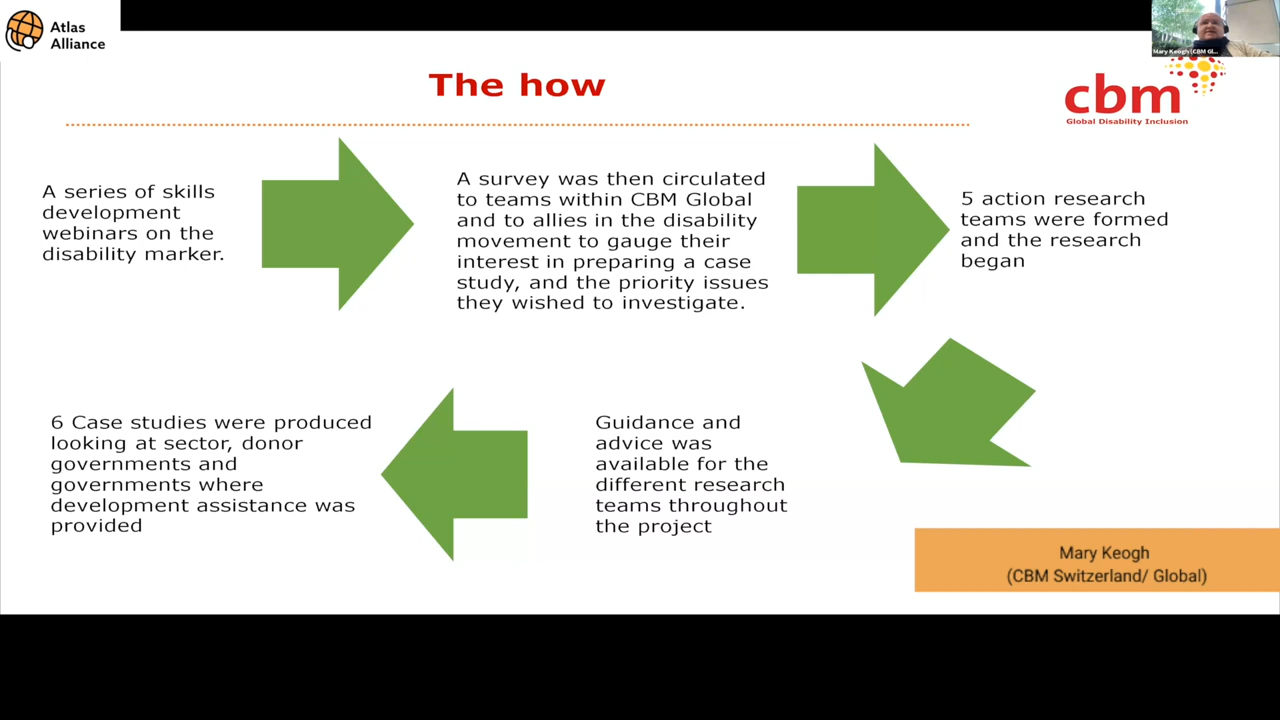 Atlas
Alliance
Mary Keogh (CBM Gl...
The how
cbm
Global Disability Inclusion
A series of skills
development
webinars on the
disability marker.
A survey was then circulated
to teams within CBM Global
and to allies in the disability
movement to gauge their
interest in preparing a case
study, and the priority issues
they wished to investigate.
5 action research
teams were formed
and the research
began
6 Case studies were produced
looking at sector, donor
governments and
governments where
development assistance was
provided
Guidance and
advice was
available for the
different research
teams throughout
the project
Mary Keogh
(CBM Switzerland/ Global)